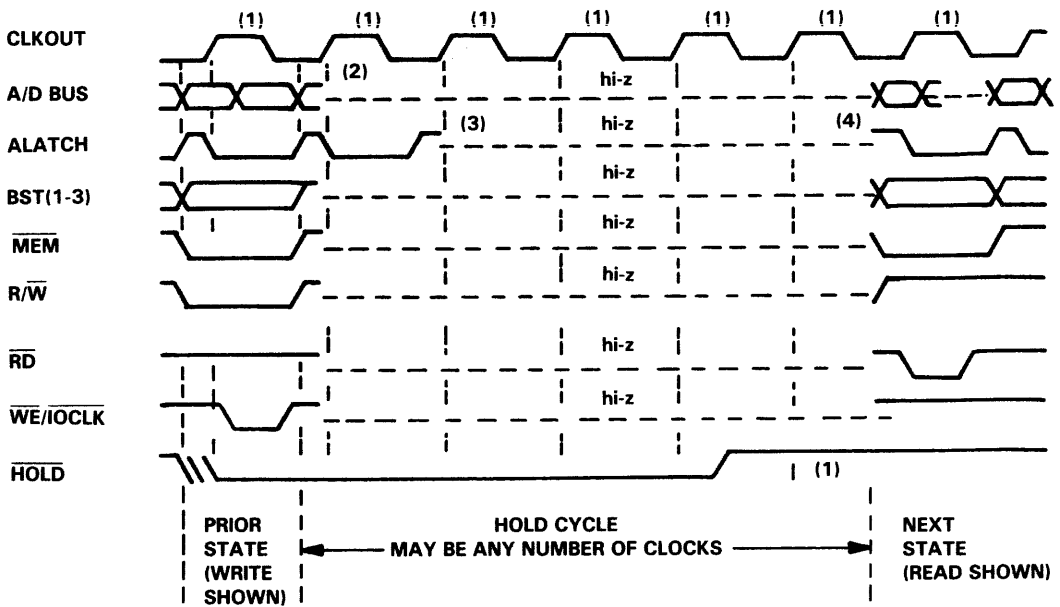 (1) (1) (1) (1) (1) (1) (1)
CLKOUT
(2)
A/D BUS hi-z
ALATCH (3) hi-z (4)
BST(1-3) hi-z
MEM hi-z
R/W hi-z
RD hi-z
WE/IOCLK hi-z
HOLD (1)
PRIOR STATE (WRITE SHOWN)
HOLD CYCLE
MAY BE ANY NUMBER OF CLOCKS
NEXT STATE (READ SHOWN)